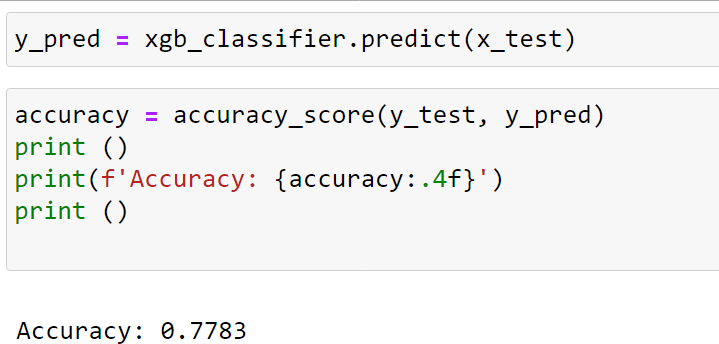 y_pred = xgb_classifier.predict(x_test)
accuracy = accuracy_score(y_test, y_pred)
print ()
print(f'Accuracy: {accuracy:.4f}')
print ()
Accuracy: 0.7783